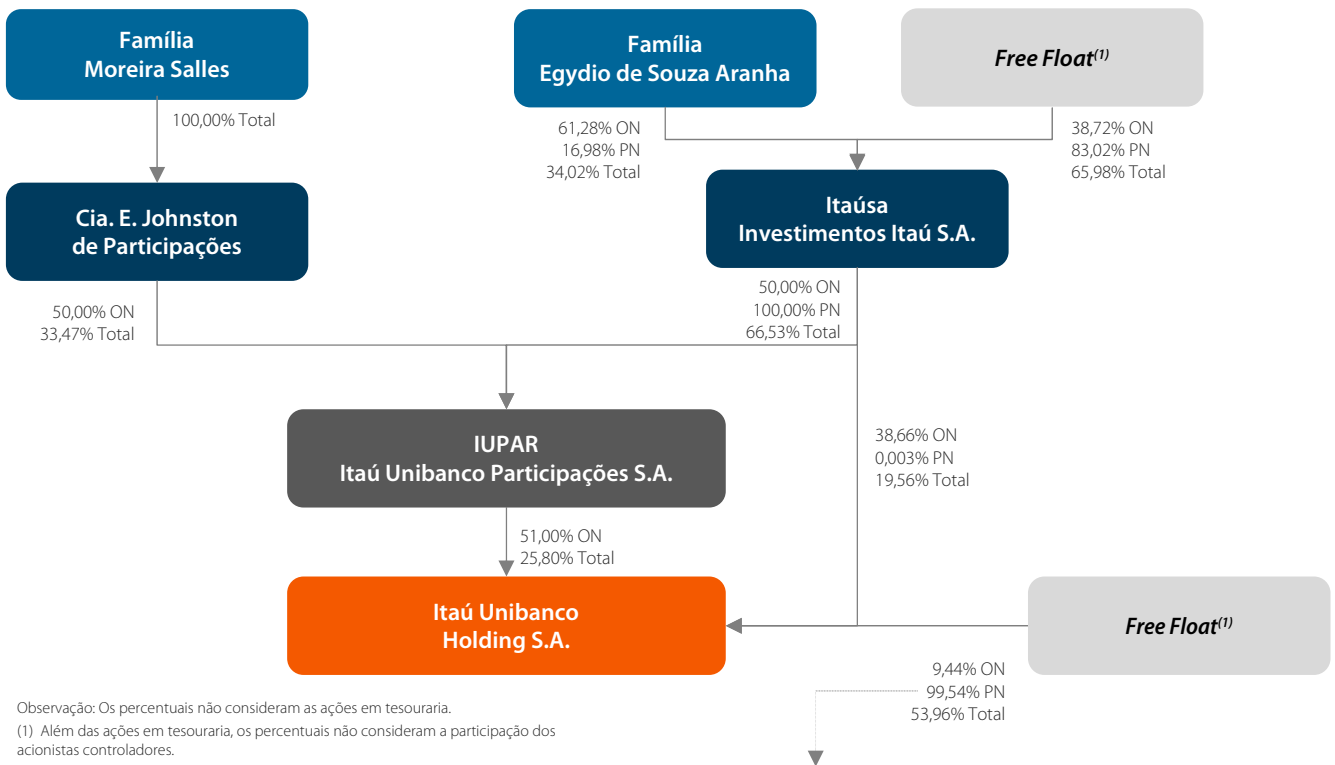 Família
Moreira Salles
Família
Egydio de Souza Aranha
Free Float(1)
100,00% Total
61,28% ON
16,98% PN
34,02% Total
38,72% ON
83,02% PN
65,98% Total
Cia. E. Johnston
de Participações
Itaúsa
Investimentos Itaú S.A.
50,00% ON
33,47% Total
50,00% ON
100,00% PN
66,53% Total
IUPAR
Itaú Unibanco Participações S.A.
38,66% ON
0,003% PN
19,56% Total
51,00% ON
25,80% Total
Itaú Unibanco
Holding S.A.
Free Float(1)
9,44% ON
99,54% PN
53,96% Total
Observação: Os percentuais não consideram as ações em tesouraria.
(1) Além das ações em tesouraria, os percentuais não consideram a participação dos
acionistas controladores.